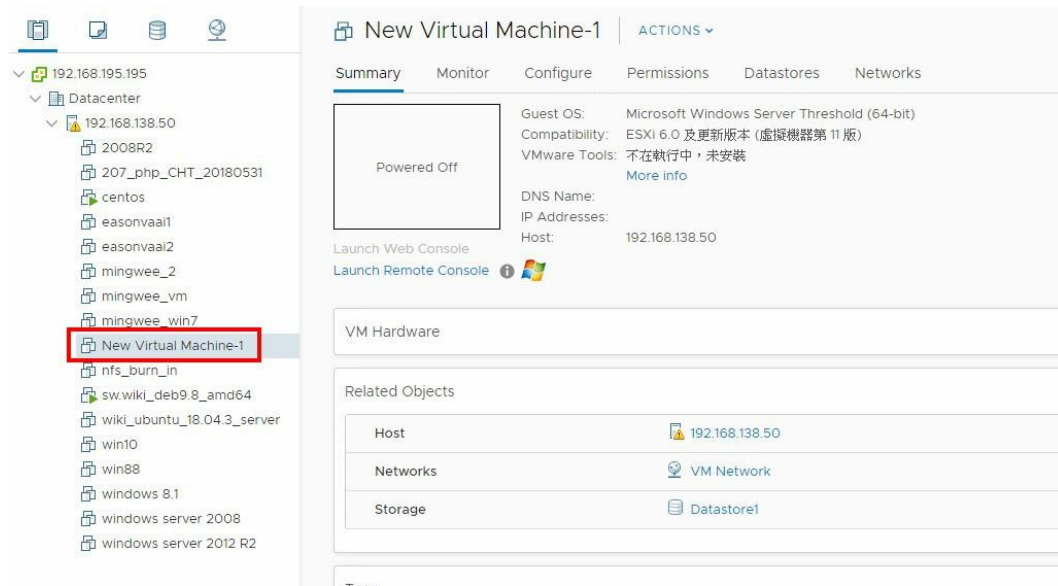 192.168.195.195
Datacenter
192.168.138.50
2008R2
207_php_CHT_20180531
centos
easonvaai1
easonvaai2
mingwee_2
mingwee_vm
mingwee_win7
New Virtual Machine-1
nfs_burn_in
sw.wiki_deb9.8_amd64
wiki_ubuntu_18.04.3_server
win10
win88
windows 8.1
windows server 2008
windows server 2012 R2
New Virtual Machine-1 ACTIONS
Summary Monitor Configure Permissions Datastores Networks
Powered Off
Launch Web Console
Launch Remote Console
Guest OS: Microsoft Windows Server Threshold (64-bit)
Compatibility: ESXi 6.0 及更新版本 (虛擬機器第 11 版)
VMware Tools: 不在執行中，未安裝
More info
DNS Name:
IP Addresses:
Host: 192.168.138.50
VM Hardware
Related Objects
Host 192.168.138.50
Networks VM Network
Storage Datastore1